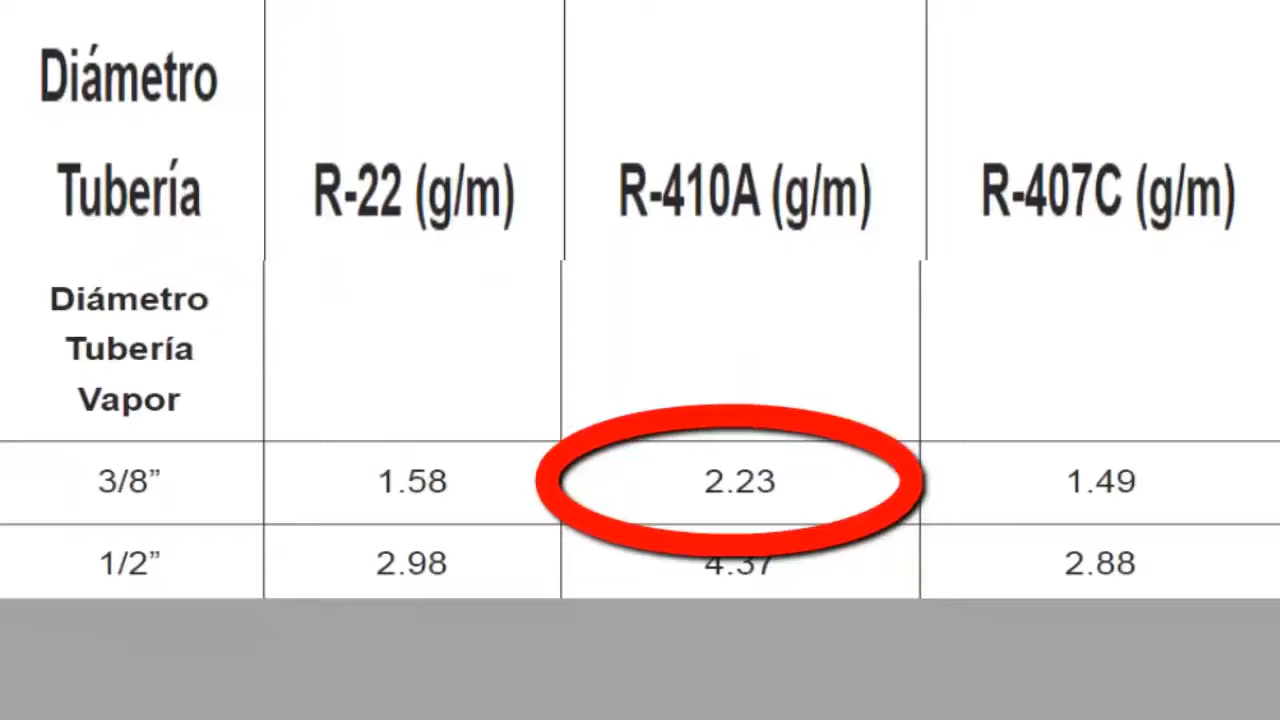 Diámetro
Tubería R-22 (g/m) R-410A (g/m) R-407C (g/m)
Diámetro
Tubería
Vapor
3/8” 1.58 2.23 1.49
1/2” 2.98 4.37 2.88